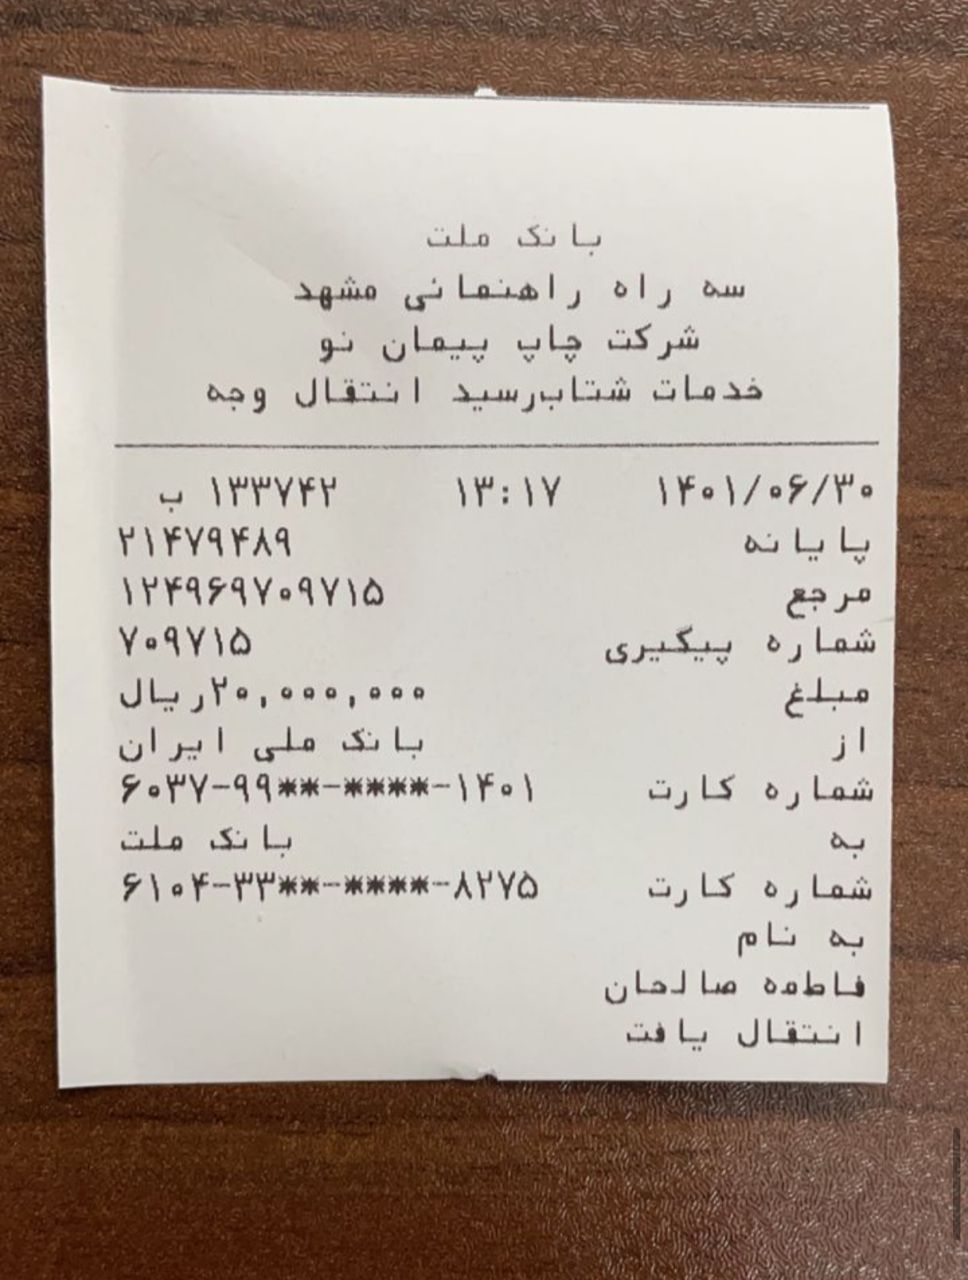 بانک ملت
سه راه راهنمائی مشهد
شرکت چاپ پیمان نو
خدمات شتاب‌رسید انتقال وجه
۱۴۰۱/۰۶/۳۰ ۱۳:۱۷ ۱۳۳۷۴۲ ب
پایانه ۲۱۴۷۹۴۸۹
مرجع ۱۲۴۹۶۹۷۰۹۷۱۵
شماره پیگیری ۷۰۹۷۱۵
مبلغ ۲۰,۰۰۰,۰۰۰ریال
از بانک ملی ایران
شماره کارت ۶۰۳۷-۹۹**-****-۱۴۰۱
به بانک ملت
شماره کارت ۶۱۰۴-۳۳**-****-۸۲۷۵
به نام
فاطمه صالحان
انتقال یافت